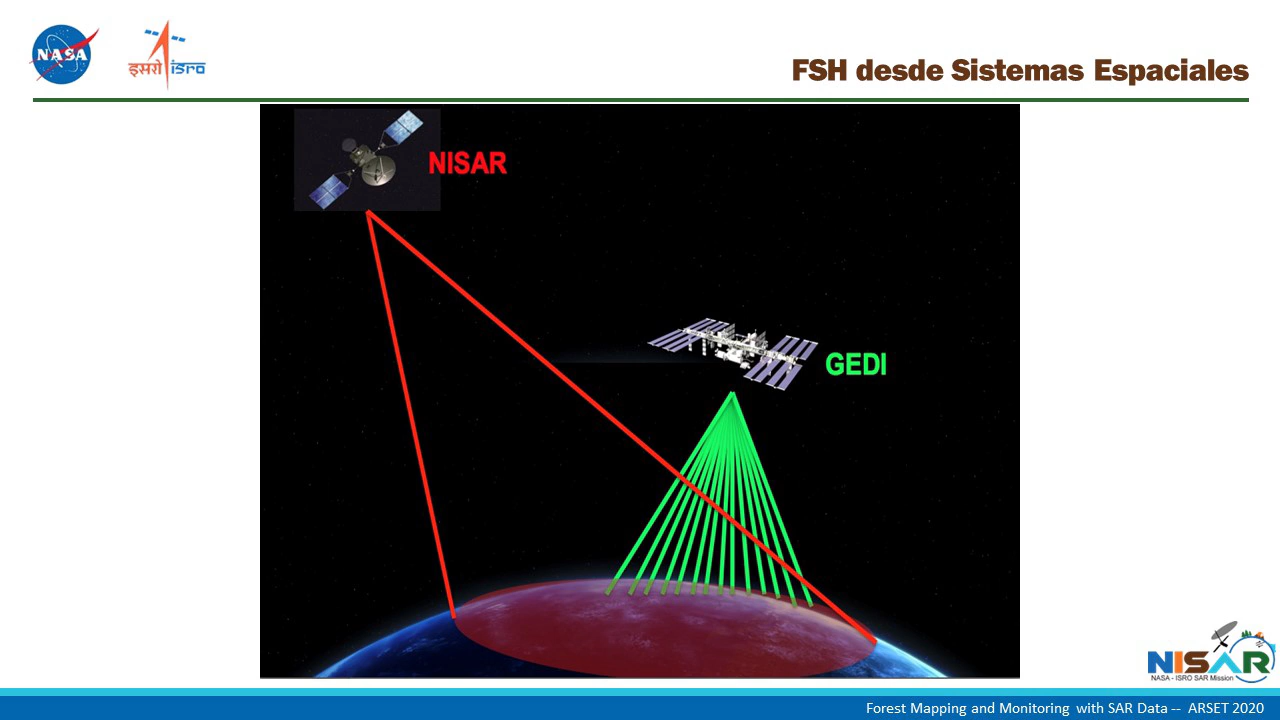 NASA
इसरो isro
FSH desde Sistemas Espaciales
NISAR
GEDI
NISAR
NASA - ISRO SAR Mission
Forest Mapping and Monitoring with SAR Data -- ARSET 2020